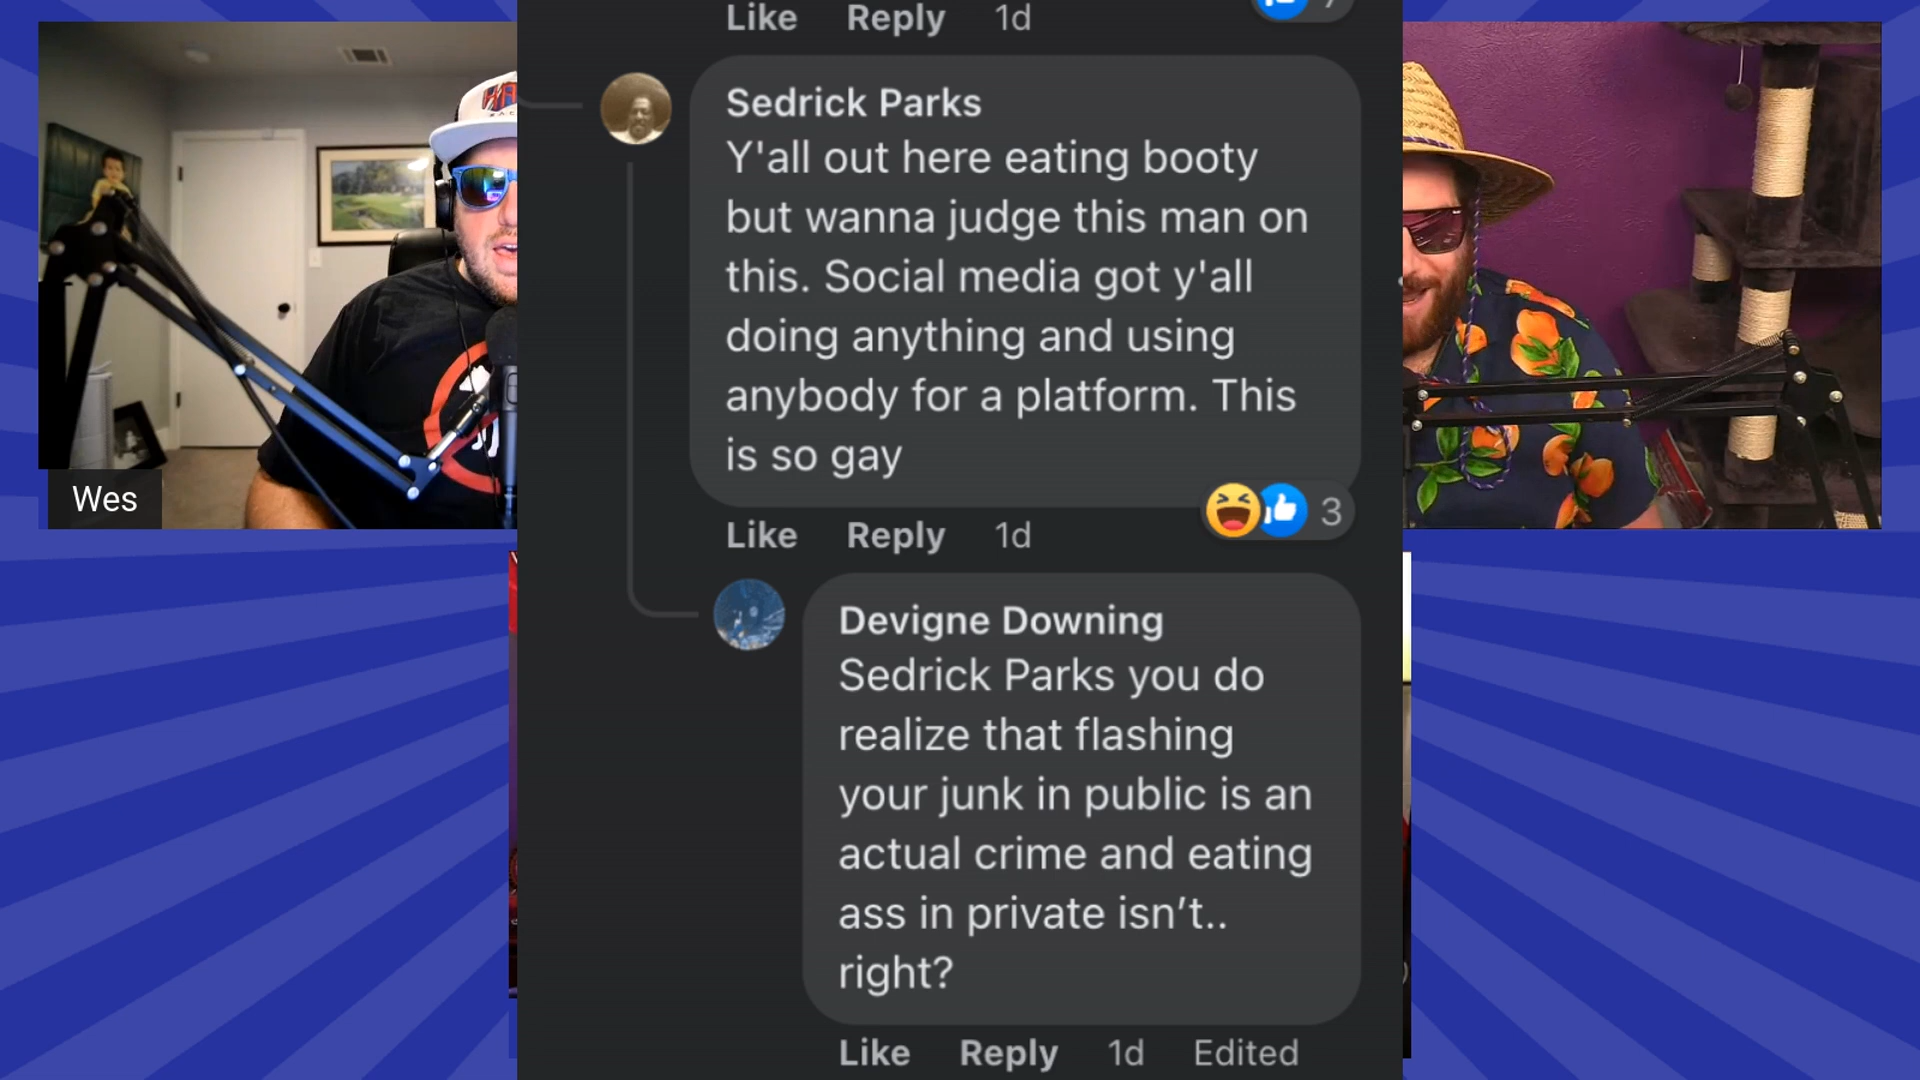 Like Reply 1d
Sedrick Parks
Y'all out here eating booty
but wanna judge this man on
this. Social media got y'all
doing anything and using
anybody for a platform. This
is so gay
3
Like Reply 1d
Wes
Devigne Downing
Sedrick Parks you do
realize that flashing
your junk in public is an
actual crime and eating
ass in private isn’t..
right?
Like Reply 1d Edited